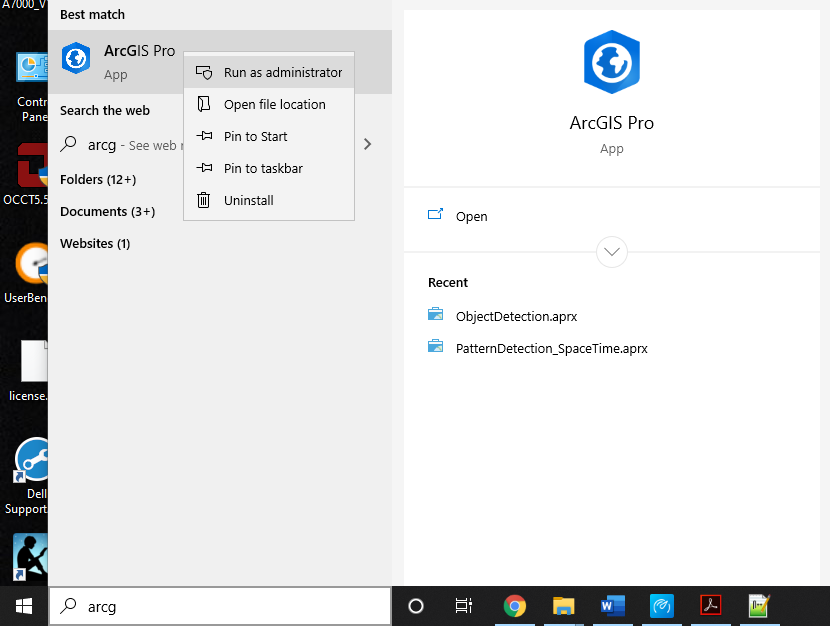 A7000_V
Best match
ArcGIS Pro
App
Run as administrator
Open file location
Pin to Start
Pin to taskbar
Uninstall
Search the web
arcg - See web
Folders (12+)
Documents (3+)
Websites (1)
ArcGIS Pro
App
Open
Recent
ObjectDetection.aprx
PatternDetection_SpaceTime.aprx
Contr
Pane
OCCT5.5
UserBen
license.
Dell
Support
arcg